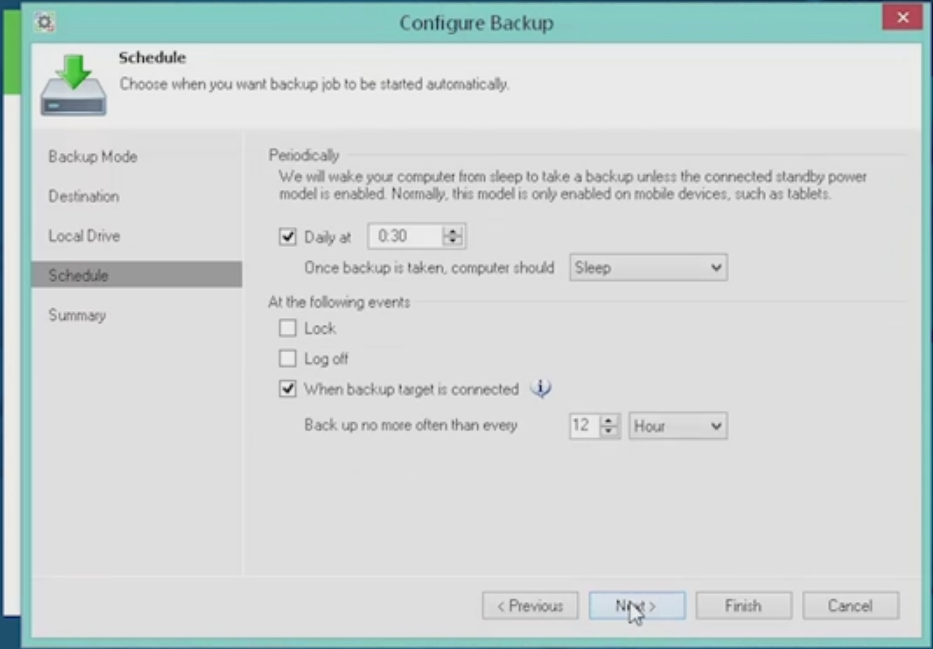 Configure Backup
Schedule
Choose when you want backup job to be started automatically.
Backup Mode
Destination
Local Drive
Schedule
Summary
Periodically
We will wake your computer from sleep to take a backup unless the connected standby power
model is enabled. Normally, this model is only enabled on mobile devices, such as tablets.
Daily at 0:30
Once backup is taken, computer should Sleep
At the following events
Lock
Log off
When backup target is connected
Back up no more often than every 12 Hour
< Previous Next > Finish Cancel